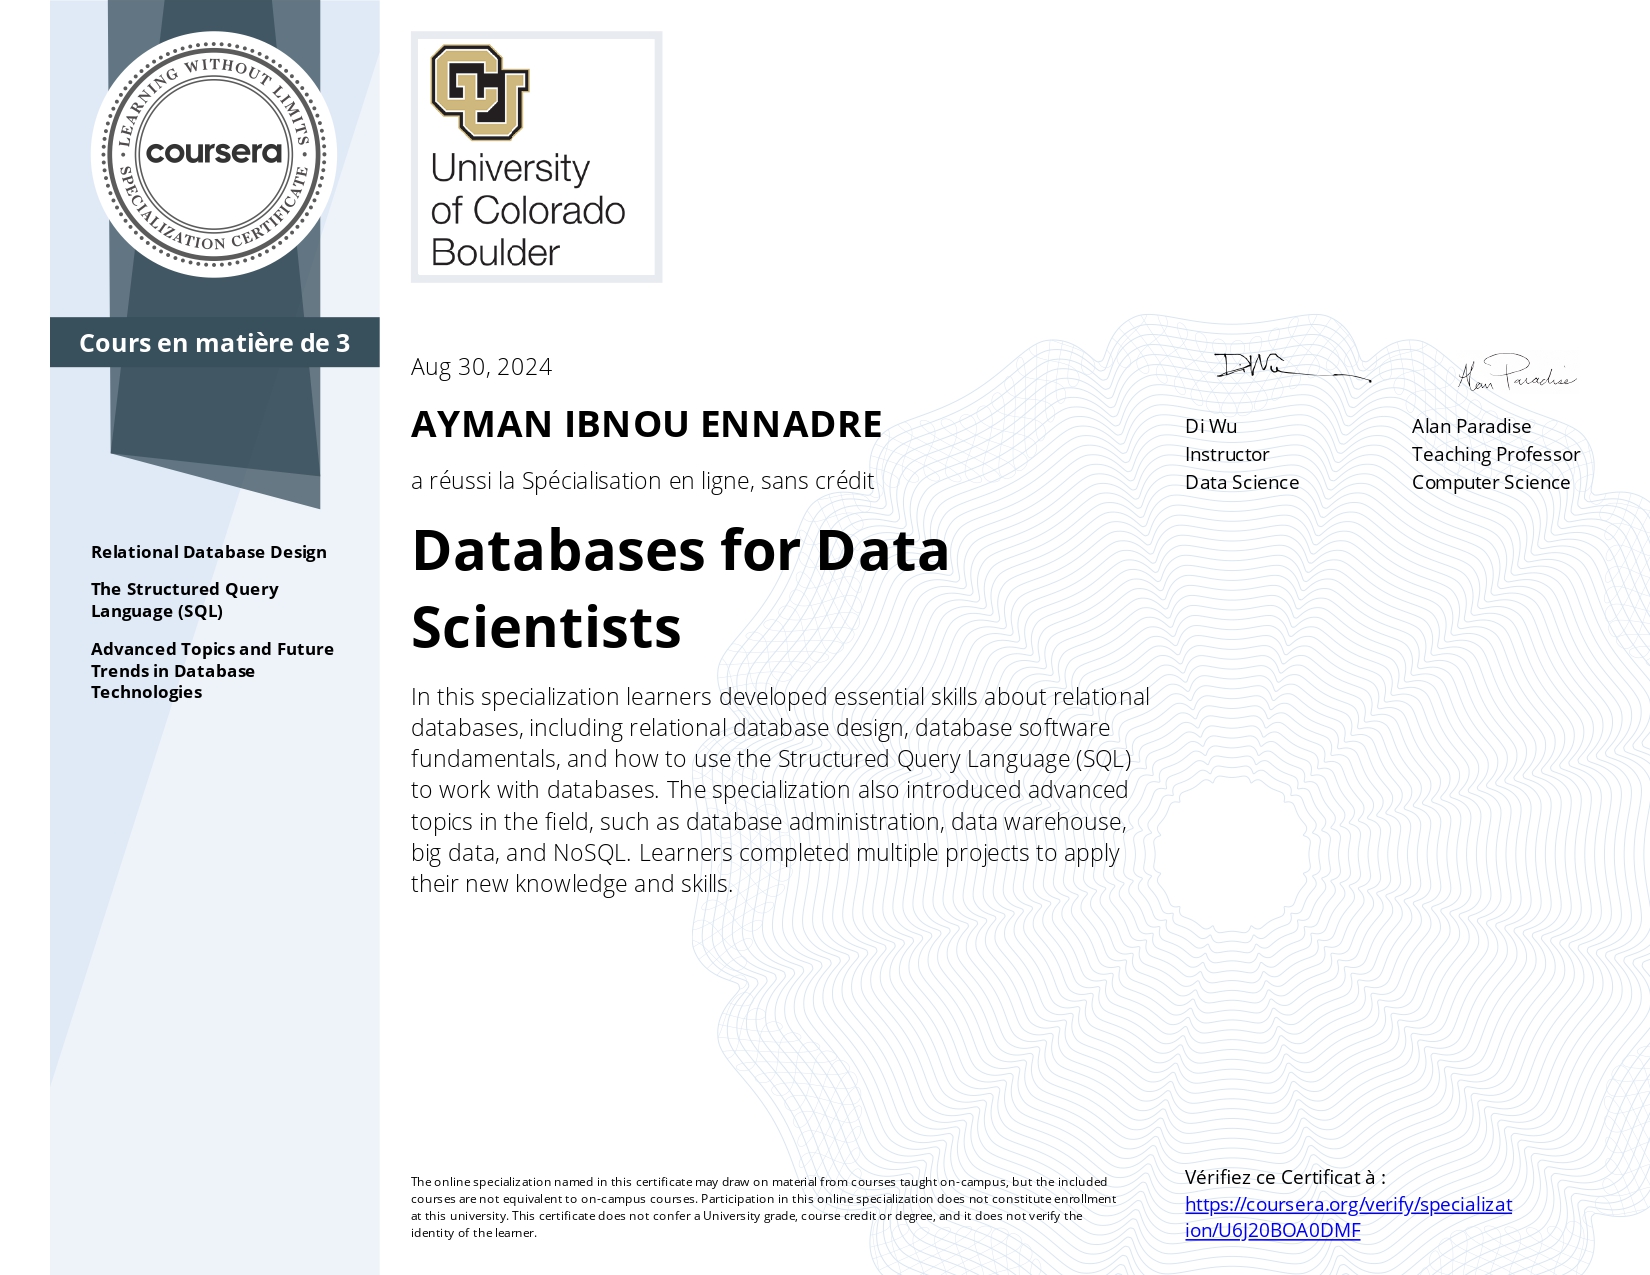 LEARNING WITHOUT LIMITS
coursera
SPECIALIZATION CERTIFICATE
Cours en matière de 3
Relational Database Design
The Structured Query
Language (SQL)
Advanced Topics and Future
Trends in Database
Technologies
CU
University
of Colorado
Boulder
Aug 30, 2024
AYMAN IBNOU ENNADRE
a réussi la Spécialisation en ligne, sans crédit
Databases for Data
Scientists
In this specialization learners developed essential skills about relational
databases, including relational database design, database software
fundamentals, and how to use the Structured Query Language (SQL)
to work with databases. The specialization also introduced advanced
topics in the field, such as database administration, data warehouse,
big data, and NoSQL. Learners completed multiple projects to apply
their new knowledge and skills.
Di Wu
Di Wu
Instructor
Data Science
Alan Paradise
Alan Paradise
Teaching Professor
Computer Science
The online specialization named in this certificate may draw on material from courses taught on-campus, but the included
courses are not equivalent to on-campus courses. Participation in this online specialization does not constitute enrollment
at this university. This certificate does not confer a University grade, course credit or degree, and it does not verify the
identity of the learner.
Vérifiez ce Certificat à :
https://coursera.org/verify/specializat
ion/U6J20BOA0DMF